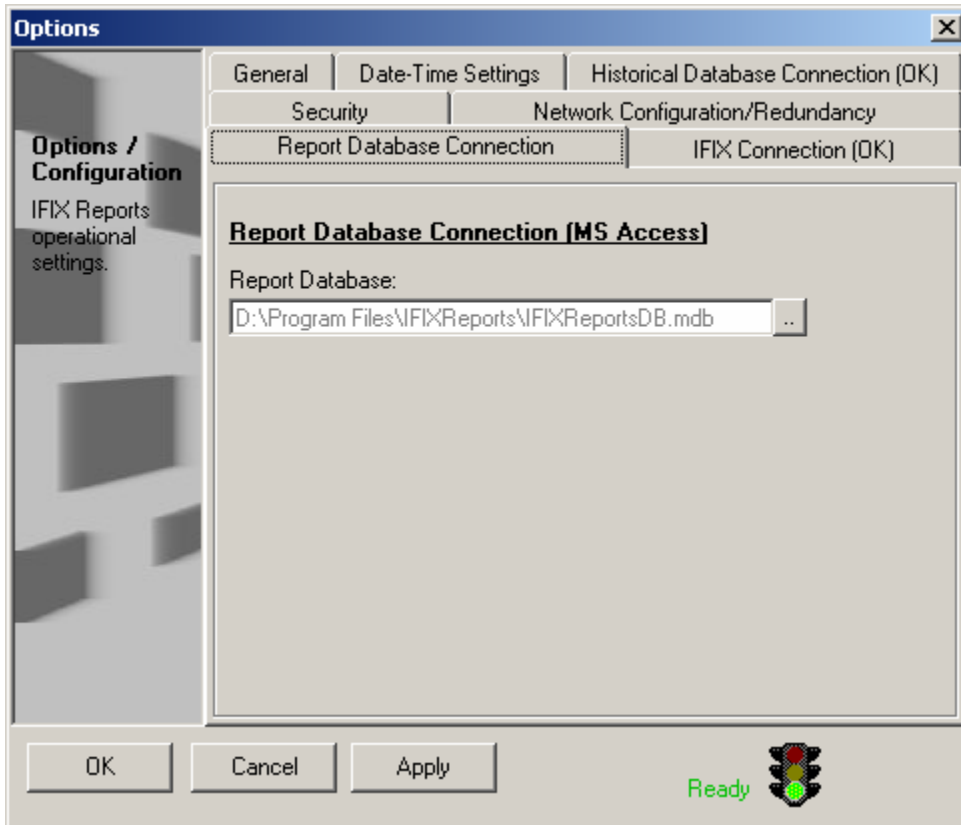 Options
General
Date-Time Settings
Historical Database Connection (OK)
Security
Network Configuration/Redundancy
Report Database Connection
IFIX Connection (OK)
Options /
Configuration
IFIX Reports
operational
settings.
Report Database Connection (MS Access)
Report Database:
D:\Program Files\IFIXReports\IFIXReportsDB.mdb
..
OK
Cancel
Apply
Ready